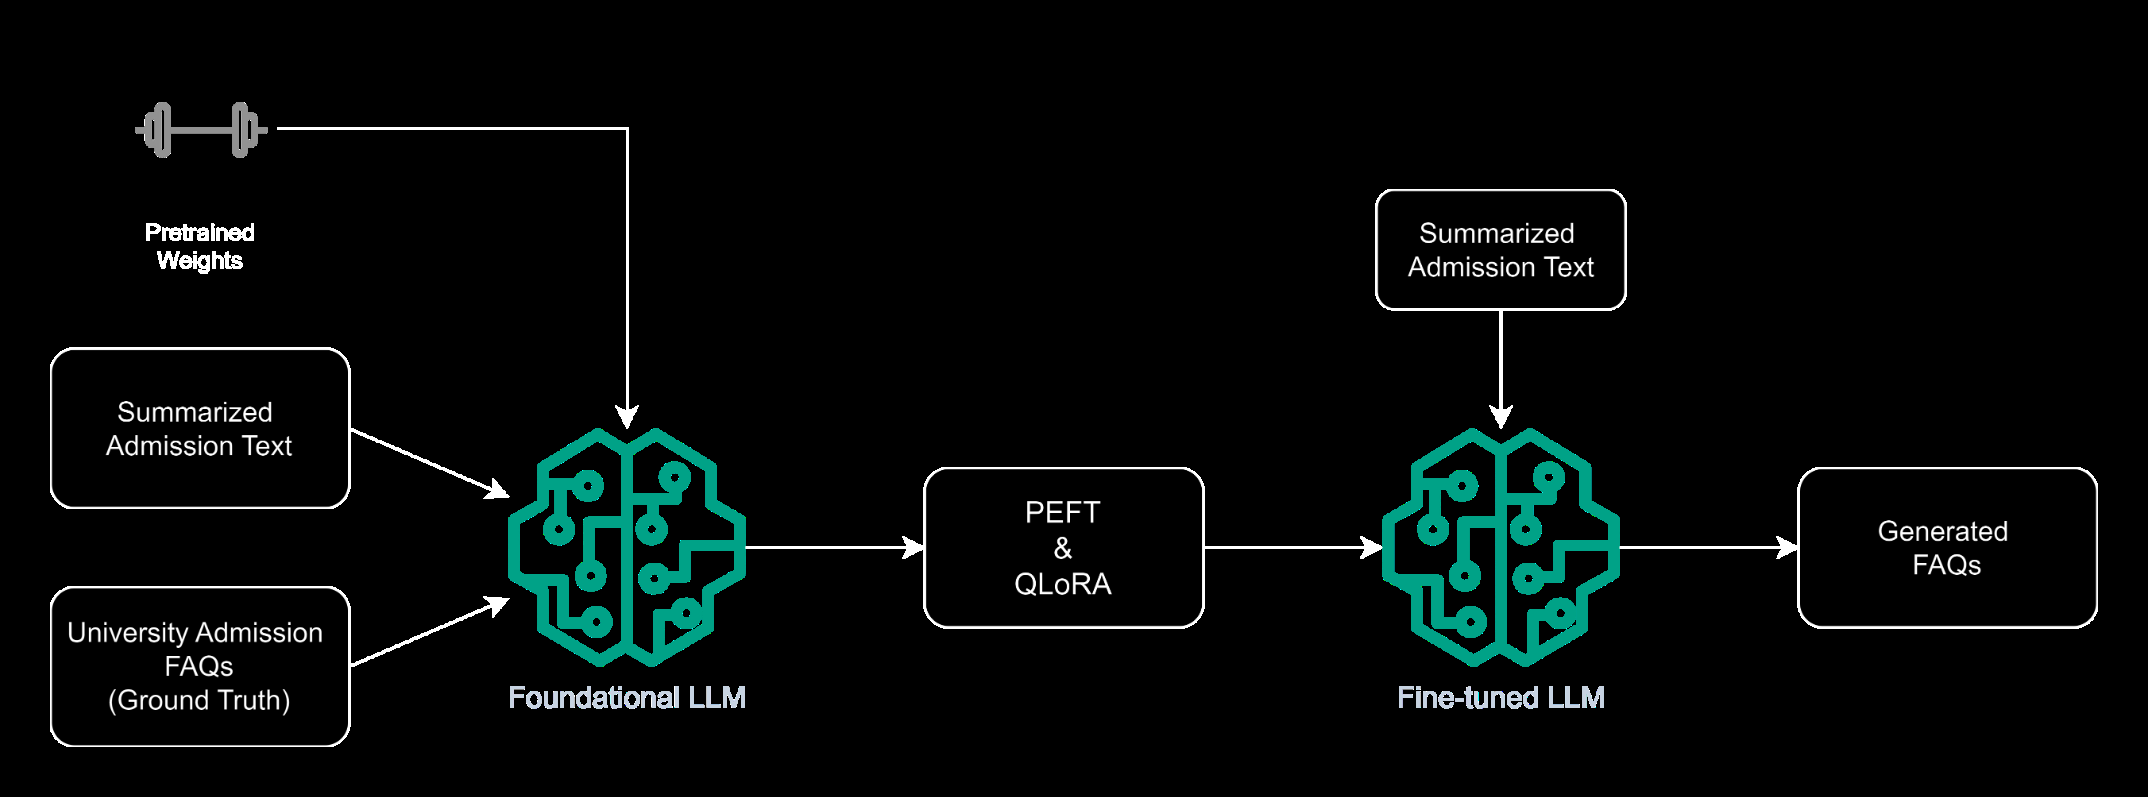 Pretrained
Weights
Summarized
Admission Text
University Admission
FAQs
(Ground Truth)
Foundational LLM
PEFT
&
QLoRA
Summarized
Admission Text
Fine-tuned LLM
Generated
FAQs